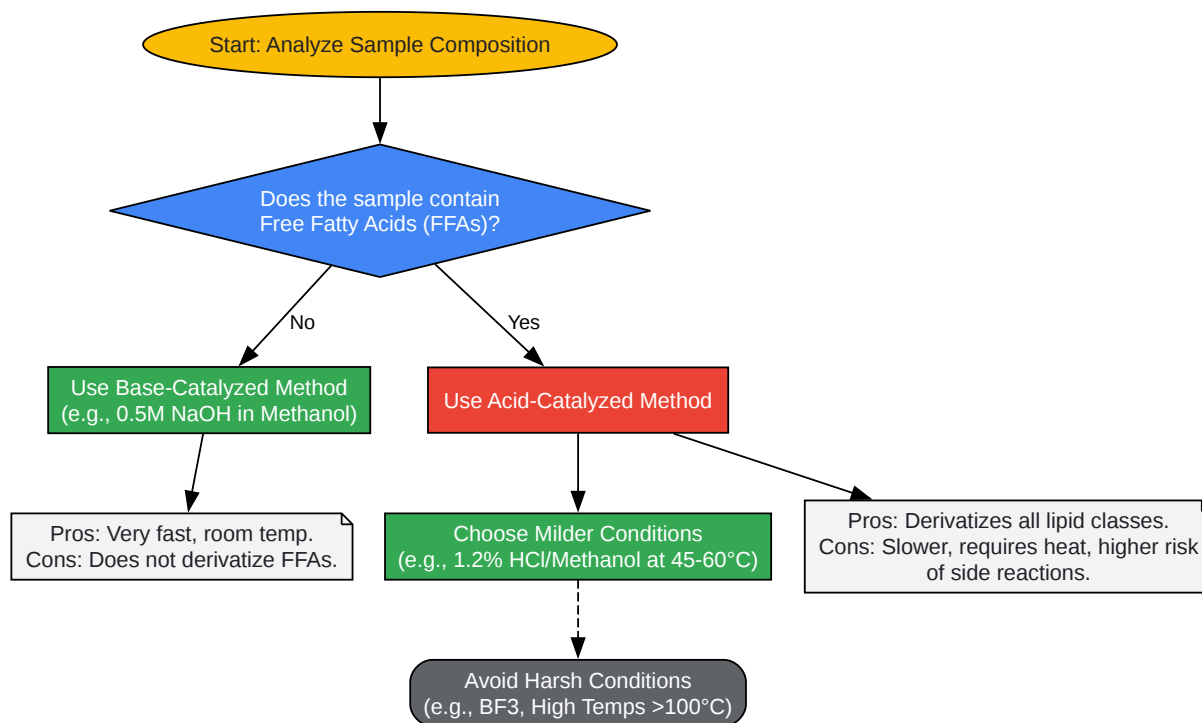 Start: Analyze Sample Composition
Does the sample contain
Free Fatty Acids (FFAs)?
No
Yes
Use Base-Catalyzed Method
(e.g., 0.5M NaOH in Methanol)
Use Acid-Catalyzed Method
Pros: Very fast, room temp.
Cons: Does not derivatize FFAs.
Choose Milder Conditions
(e.g., 1.2% HCl/Methanol at 45-60°C)
Pros: Derivatizes all lipid classes.
Cons: Slower, requires heat, higher risk
of side reactions.
Avoid Harsh Conditions
(e.g., BF3, High Temps >100°C)